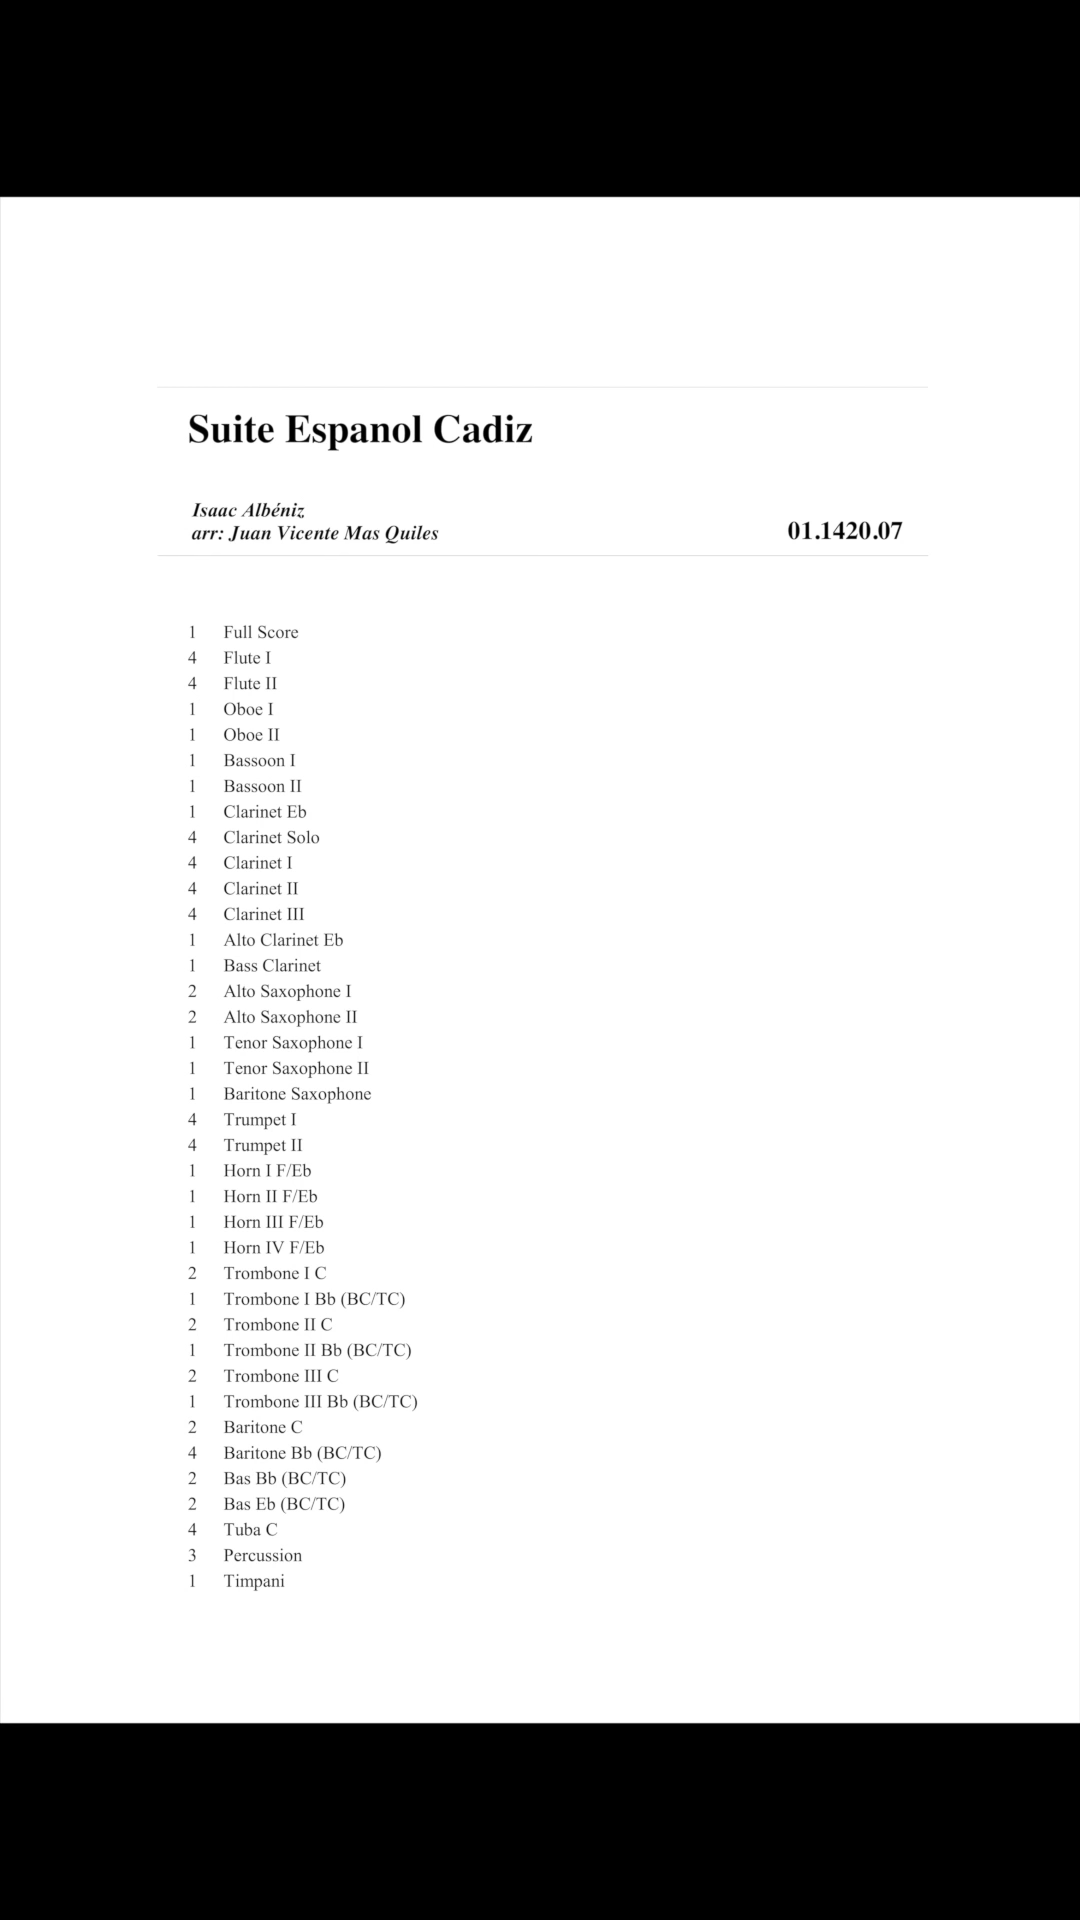 Suite Espanol Cadiz
Isaac Albéniz
arr: Juan Vicente Mas Quiles
01.1420.07
1 Full Score
4 Flute I
4 Flute II
1 Oboe I
1 Oboe II
1 Bassoon I
1 Bassoon II
1 Clarinet Eb
4 Clarinet Solo
4 Clarinet I
4 Clarinet II
4 Clarinet III
1 Alto Clarinet Eb
1 Bass Clarinet
2 Alto Saxophone I
2 Alto Saxophone II
1 Tenor Saxophone I
1 Tenor Saxophone II
1 Baritone Saxophone
4 Trumpet I
4 Trumpet II
1 Horn I F/Eb
1 Horn II F/Eb
1 Horn III F/Eb
1 Horn IV F/Eb
2 Trombone I C
1 Trombone I Bb (BC/TC)
2 Trombone II C
1 Trombone II Bb (BC/TC)
2 Trombone III C
1 Trombone III Bb (BC/TC)
2 Baritone C
4 Baritone Bb (BC/TC)
2 Bas Bb (BC/TC)
2 Bas Eb (BC/TC)
4 Tuba C
3 Percussion
1 Timpani